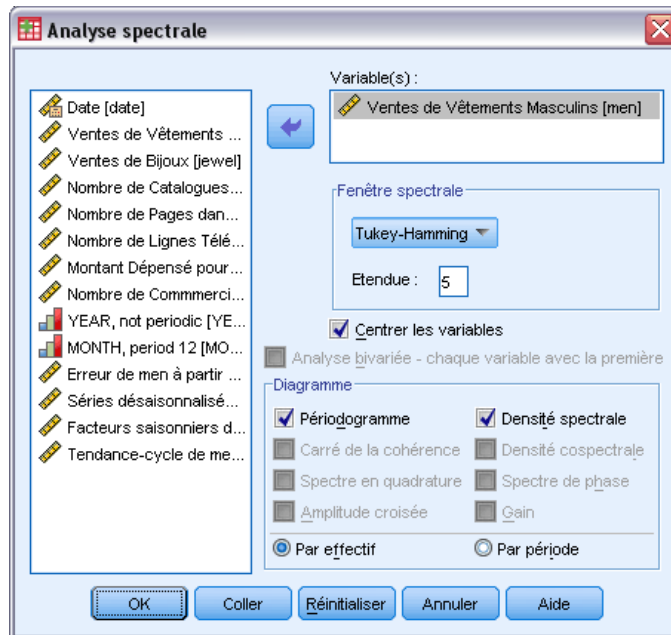 Analyse spectrale
Variable(s) :
Date [date]
Ventes de Vêtements ...
Ventes de Bijoux [jewel]
Nombre de Catalogues...
Nombre de Pages dan...
Nombre de Lignes Télé...
Montant Dépensé pour...
Nombre de Commmerci...
YEAR, not periodic [YE...
MONTH, period 12 [MO...
Erreur de men à partir ...
Séries désaisonnalisé...
Facteurs saisonniers d...
Tendance-cycle de me...
Ventes de Vêtements Masculins [men]
Fenêtre spectrale
Tukey-Hamming
Etendue : 5
Centrer les variables
Analyse bivariée - chaque variable avec la première
Diagramme
Périodogramme Densité spectrale
Carré de la cohérence Densité cospectrale
Spectre en quadrature Spectre de phase
Amplitude croisée Gain
Par effectif Par période
OK Coller Réinitialiser Annuler Aide